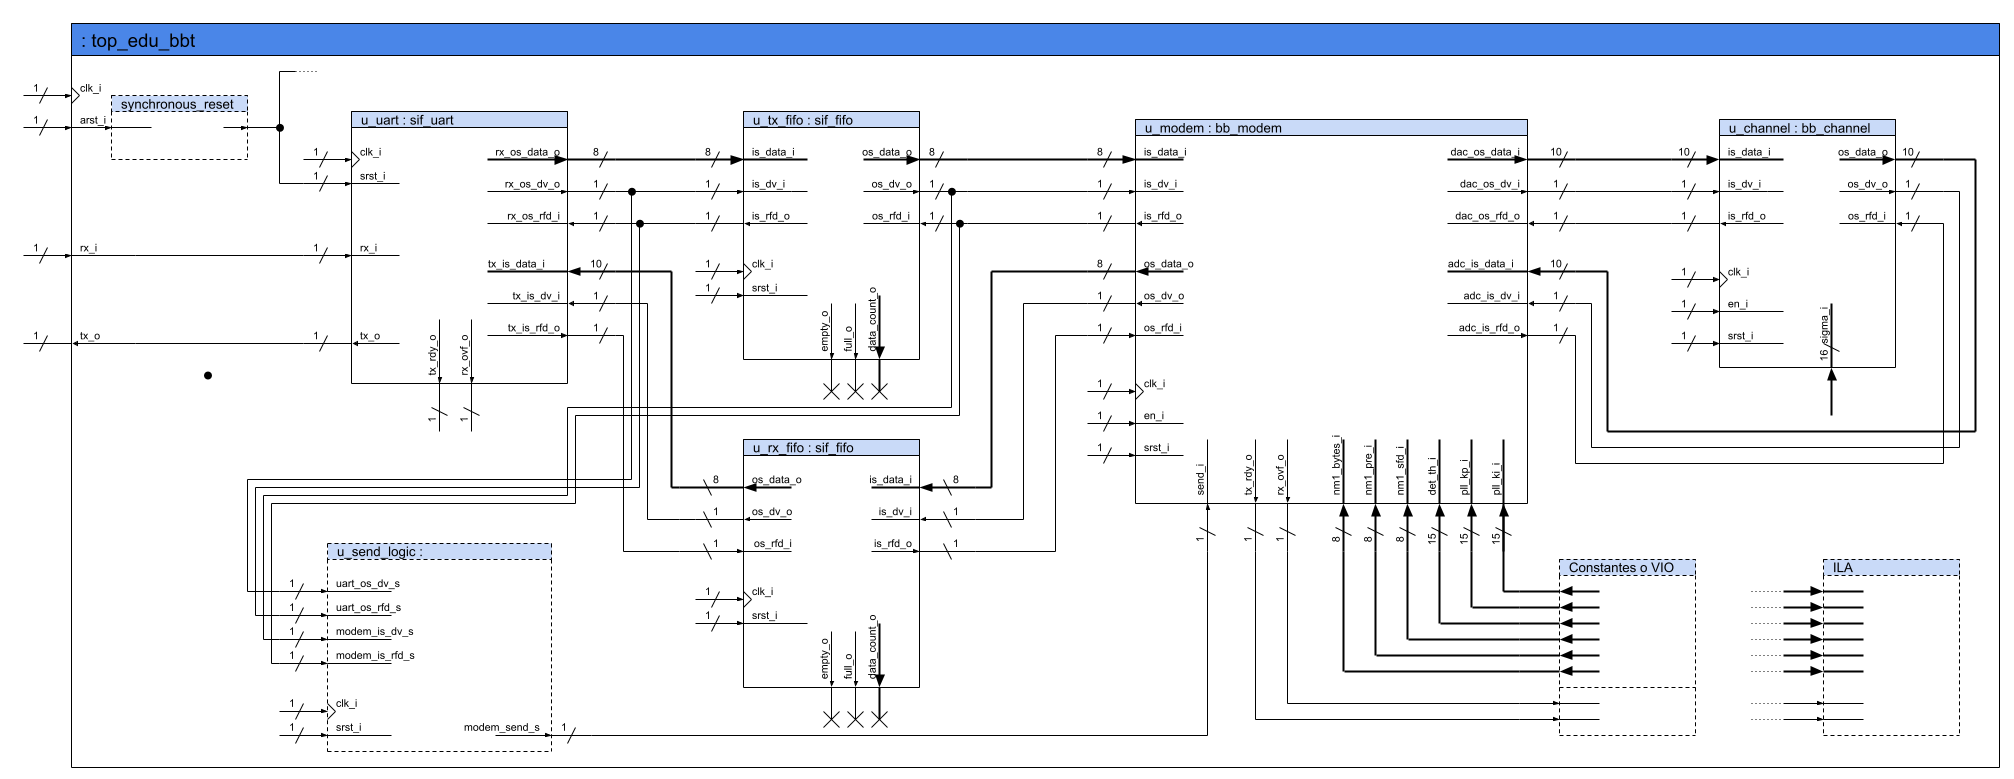 : top_edu_bbt
1 clk_i
1 arst_i
synchronous_reset
1 rx_i
1 tx_o
u_uart : sif_uart
1 clk_i
1 srst_i
1 rx_i
1 tx_o
rx_os_data_o 8
rx_os_dv_o 1
rx_os_rfd_i 1
tx_is_data_i 10
tx_is_dv_i 1
tx_is_rfd_o 1
tx_rdy_o 1
rx_ovf_o 1
u_tx_fifo : sif_fifo
8 is_data_i
1 is_dv_i
1 is_rfd_o
1 clk_i
1 srst_i
os_data_o 8
os_dv_o 1
os_rfd_i 1
empty_o
full_o
data_count_o
u_rx_fifo : sif_fifo
8 os_data_o
1 os_dv_o
1 os_rfd_i
is_data_i 8
is_dv_i 1
is_rfd_o 1
1 clk_i
1 srst_i
empty_o
full_o
data_count_o
u_modem : bb_modem
8 is_data_i
1 is_dv_i
1 is_rfd_o
8 os_data_o
1 os_dv_o
1 os_rfd_i
1 clk_i
1 en_i
1 srst_i
dac_os_data_i 10
dac_os_dv_i 1
dac_os_rfd_o 1
adc_is_data_i 10
adc_is_dv_i 1
adc_is_rfd_o 1
send_i 1
tx_rdy_o 1
rx_ovf_o 1
nm1_bytes_i 8
nm1_pre_i 8
nm1_sfd_i 8
det_th_i 15
pll_kp_i 15
pll_ki_i 15
u_channel : bb_channel
10 is_data_i
1 is_dv_i
1 is_rfd_o
1 clk_i
1 en_i
1 srst_i
os_data_o 10
os_dv_o 1
os_rfd_i 1
16 sigma_i
u_send_logic :
1 uart_os_dv_s
1 uart_os_rfd_s
1 modem_is_dv_s
1 modem_is_rfd_s
1 clk_i
1 srst_i
modem_send_s 1
Constantes o VIO
ILA